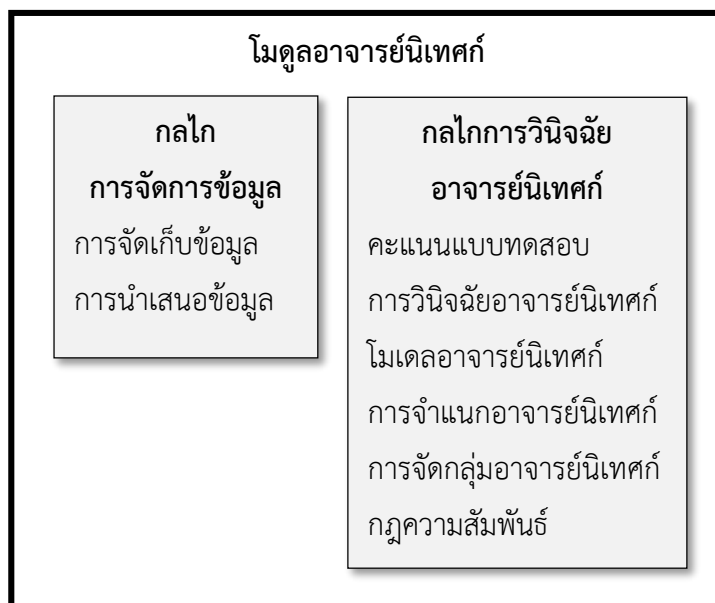 โมดูลอาจารย์นิเทศก์
กลไก
การจัดการข้อมูล
การจัดเก็บข้อมูล
การนำเสนอข้อมูล
กลไกการวินิจฉัย
อาจารย์นิเทศก์
คะแนนแบบทดสอบ
การวินิจฉัยอาจารย์นิเทศก์
โมเดลอาจารย์นิเทศก์
การจำแนกอาจารย์นิเทศก์
การจัดกลุ่มอาจารย์นิเทศก์
กฎความสัมพันธ์